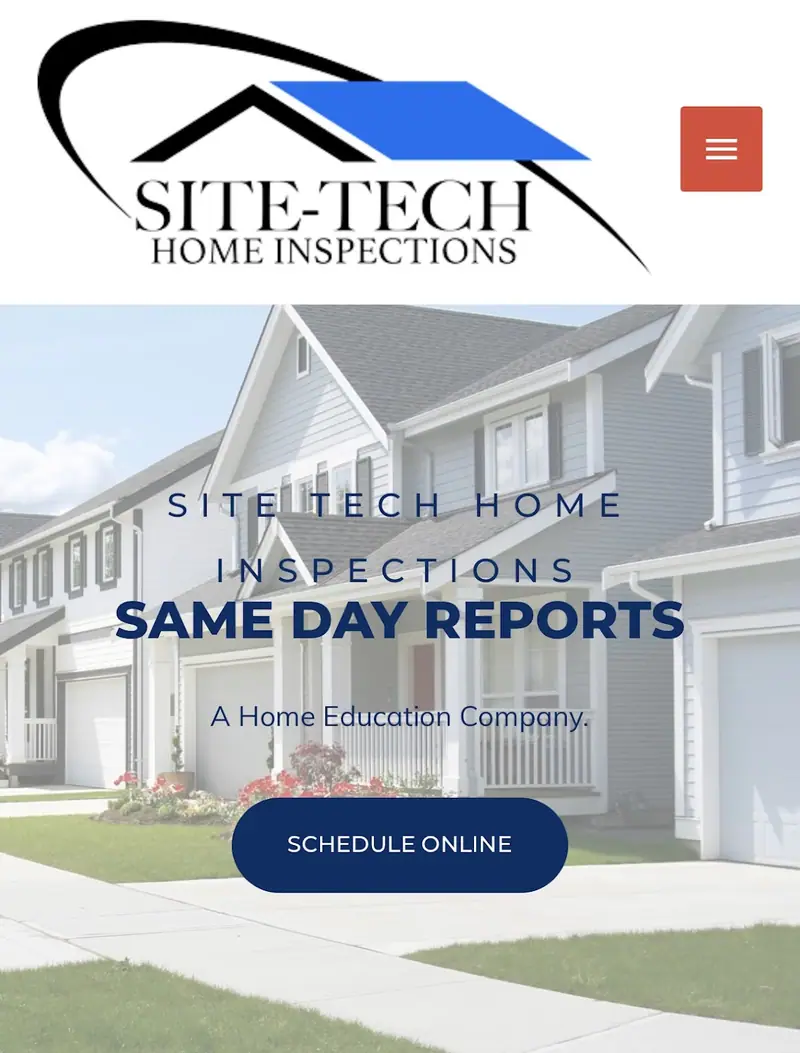 SITE-TECH
HOME INSPECTIONS
SITE TECH HOME
INSPECTIONS
SAME DAY REPORTS
A Home Education Company.
SCHEDULE ONLINE